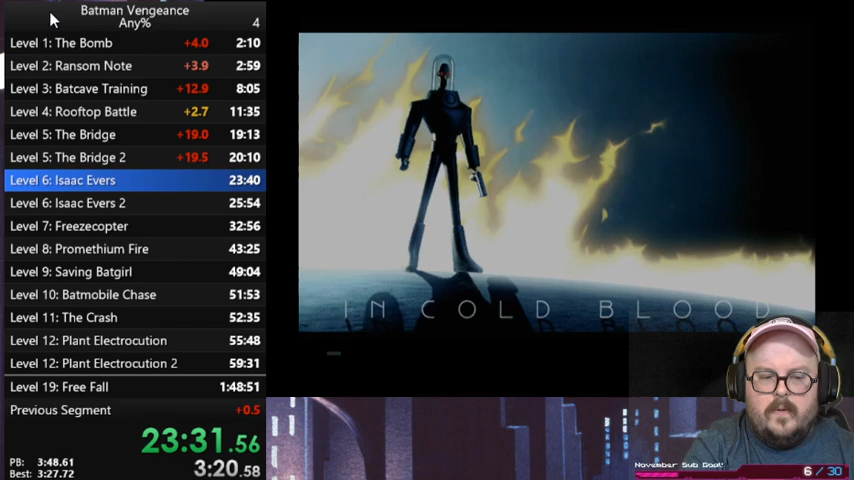 Batman Vengeance
Any% 4
Level 1: The Bomb +4.0 2:10
Level 2: Ransom Note +3.9 2:59
Level 3: Batcave Training +12.9 8:05
Level 4: Rooftop Battle +2.7 11:35
Level 5: The Bridge +19.0 19:13
Level 5: The Bridge 2 +19.5 20:10
Level 6: Isaac Evers 23:40
Level 6: Isaac Evers 2 25:54
Level 7: Freezecopter 32:56
Level 8: Promethium Fire 43:25
Level 9: Saving Batgirl 49:04
Level 10: Batmobile Chase 51:53
Level 11: The Crash 52:35
Level 12: Plant Electrocution 55:48
Level 12: Plant Electrocution 2 59:31
Level 19: Free Fall 1:48:51
Previous Segment +0.5
23:31.56
PB: 3:48.61
Best: 3:27.72
3:20.58
IN COLD BLOOD
November Sub Goal:
6 / 30